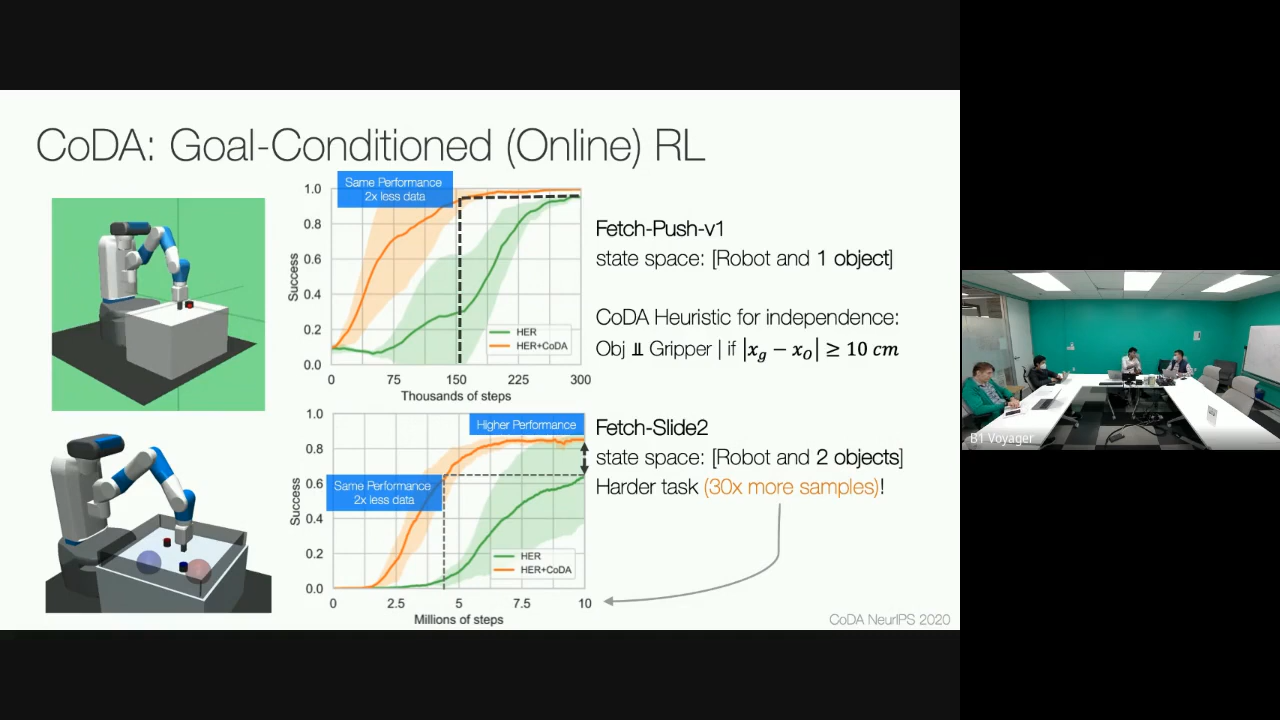 CoDA: Goal-Conditioned (Online) RL
Same Performance
2x less data
1.0
0.8
0.6
0.4
0.2
0.0
Success
HER
HER+CoDA
0 75 150 225 300
Thousands of steps
Fetch-Push-v1
state space: [Robot and 1 object]
CoDA Heuristic for independence:
Obj ⫫ Gripper | if |x_g − x_O| ≥ 10 cm
Higher Performance
Same Performance
2x less data
1.0
0.8
0.6
0.4
0.2
0.0
Success
HER
HER+CoDA
0 2.5 5 7.5 10
Millions of steps
Fetch-Slide2
state space: [Robot and 2 objects]
Harder task (30x more samples)!
CoDA NeurIPS 2020
B1 Voyager